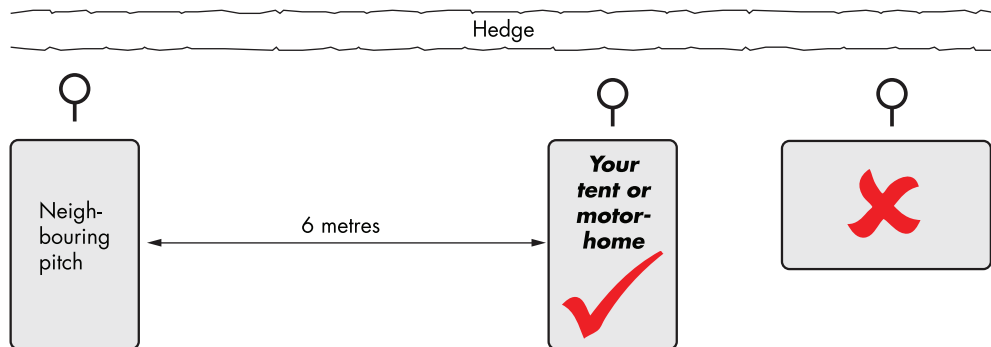 Hedge
Neigh-
bouring
pitch
6 metres
Your
tent or
motor-
home